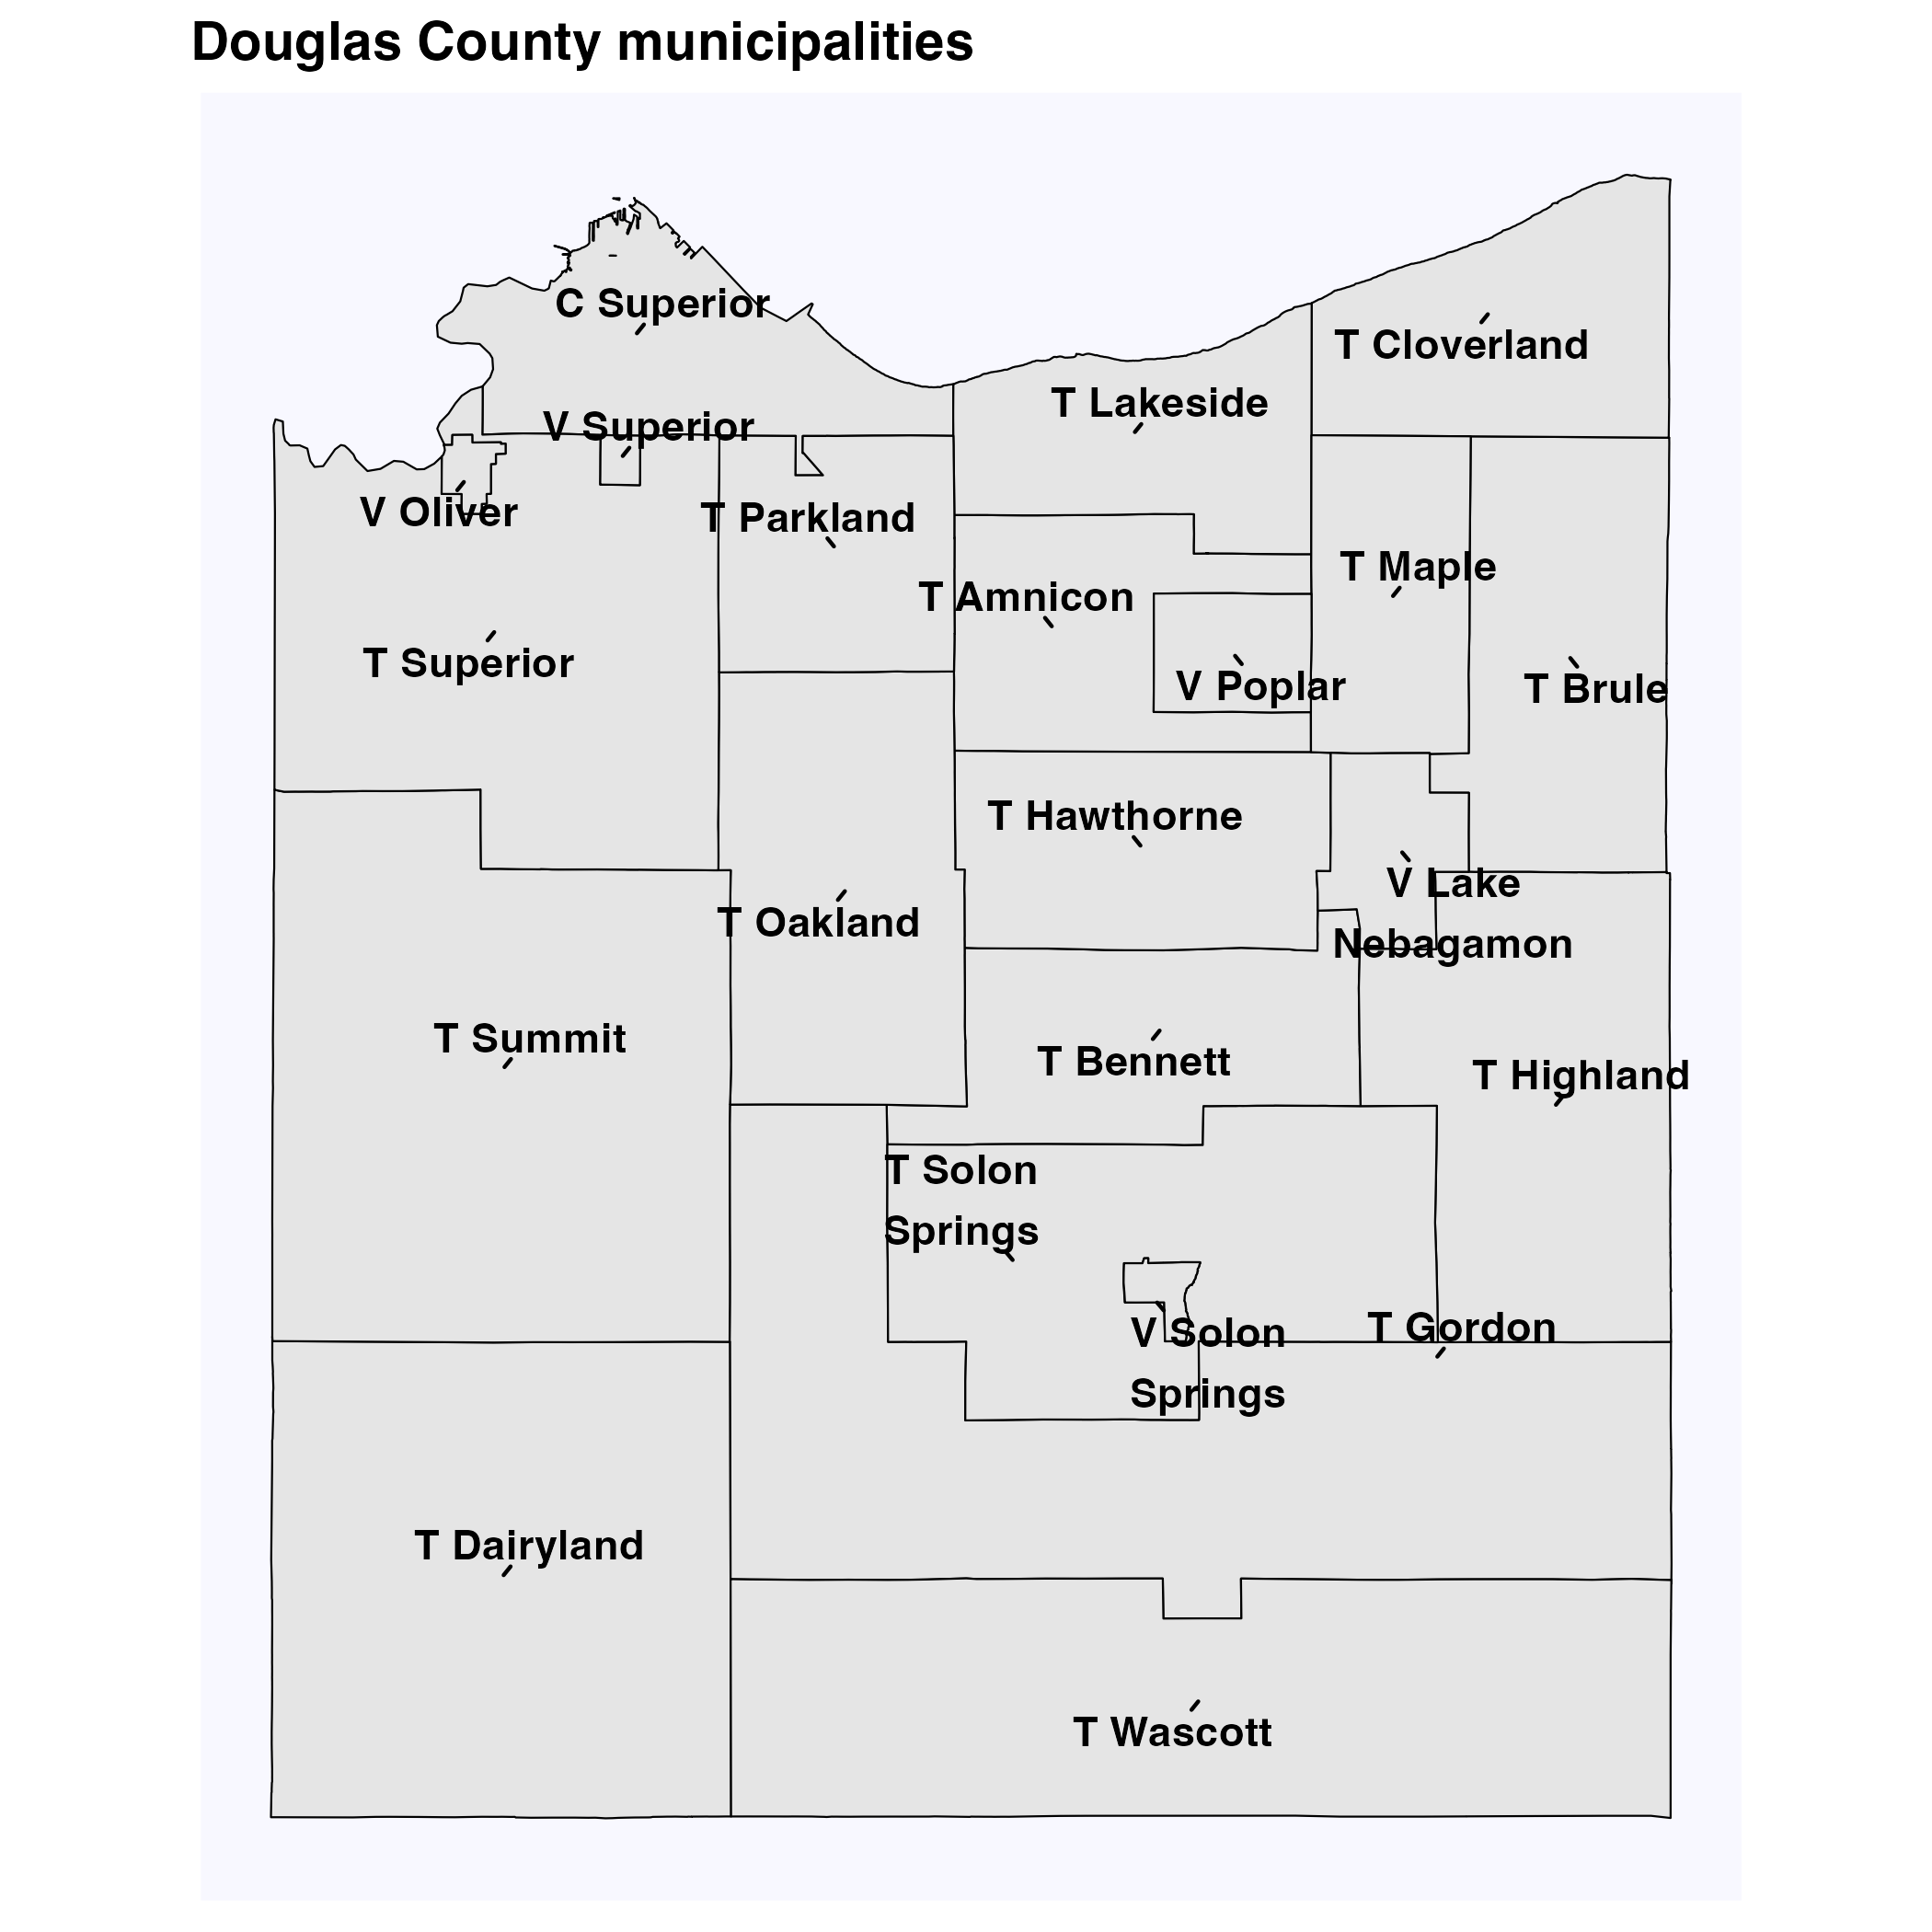 Douglas County municipalities
C Superior
T Cloverland
T Lakeside
V Superior
V Oliver
T Parkland
T Maple
T Amnicon
T Superior
V Poplar
T Brule
T Hawthorne
V Lake
Nebagamon
T Oakland
T Summit
T Bennett
T Highland
T Solon
Springs
V Solon
Springs
T Gordon
T Dairyland
T Wascott